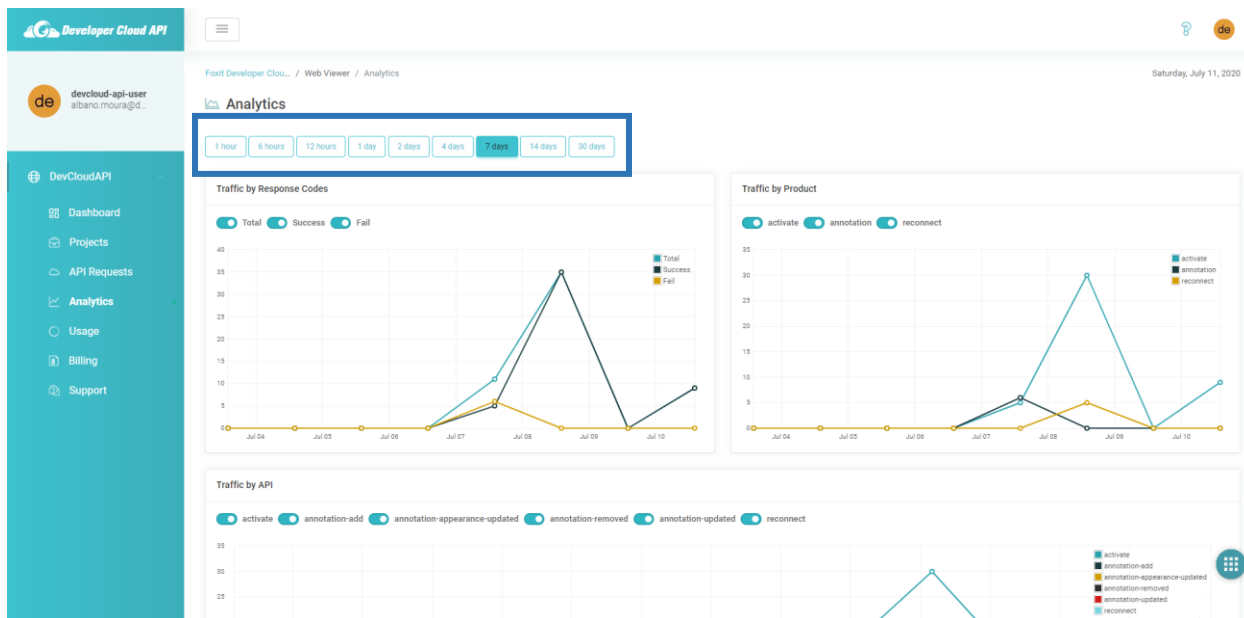 Developer Cloud API
de
de
devcloud-api-user
albano.moura@d..
DevCloudAPI
Dashboard
Projects
API Requests
Analytics
Usage
Billing
Support
Foxit Developer Clou... / Web Viewer / Analytics
Saturday, July 11, 2020
Analytics
1 hour 6 hours 12 hours 1 day 2 days 4 days 7 days 14 days 30 days
Traffic by Response Codes
Total Success Fail
40
35
30
25
20
15
10
5
0
Jul 04 Jul 05 Jul 06 Jul 07 Jul 08 Jul 09 Jul 10
Total
Success
Fail
Traffic by Product
activate annotation reconnect
35
30
25
20
15
10
5
0
Jul 04 Jul 05 Jul 06 Jul 07 Jul 08 Jul 09 Jul 10
activate
annotation
reconnect
Traffic by API
activate annotation-add annotation-appearance-updated annotation-removed annotation-updated reconnect
35
30
25
activate
annotation-add
annotation-appearance-updated
annotation-removed
annotation-updated
reconnect